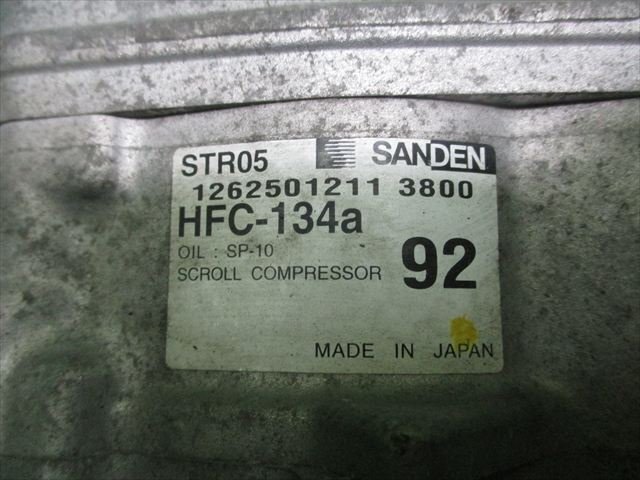 STR05 SANDEN
1262501211 3800
HFC-134a
OIL : SP-10
SCROLL COMPRESSOR 92
MADE IN JAPAN